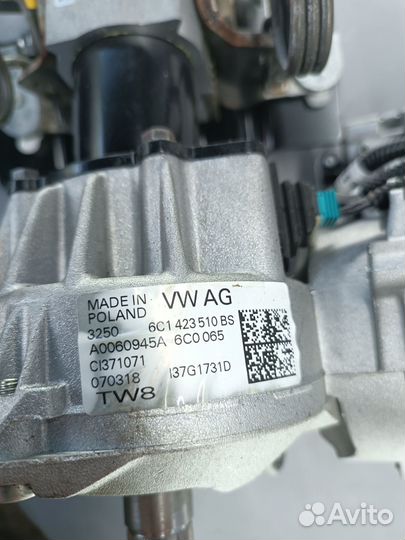 MADE IN POLAND VW AG
3250 6C1 423 510 BS
A0060945A 6C0 065
CI371071
070318 I37G1731D
TW8
Avito